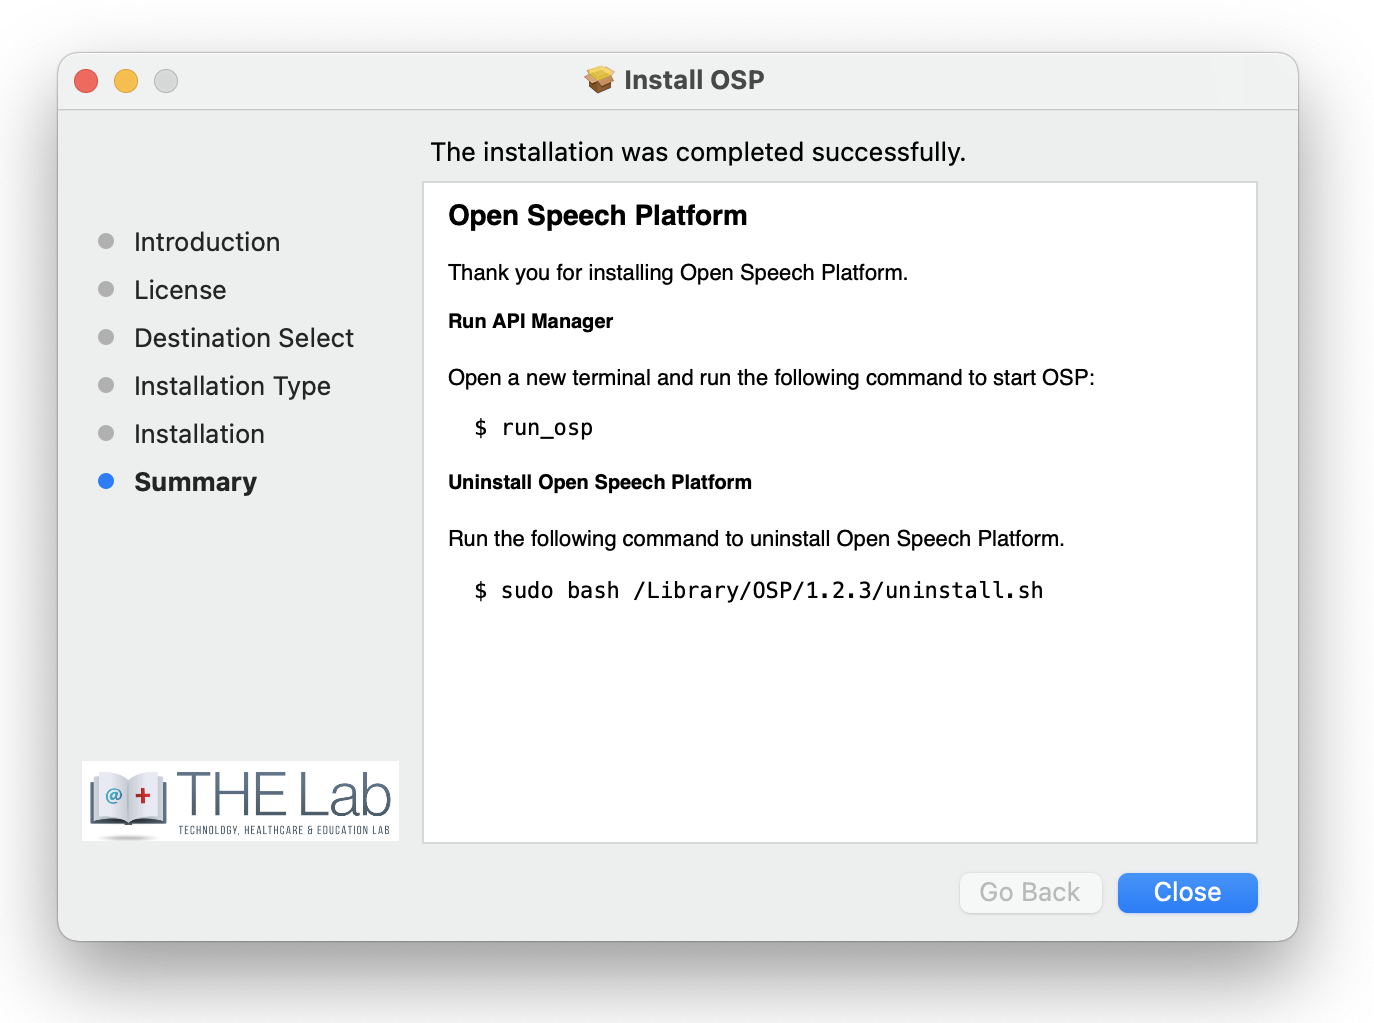 Install OSP
The installation was completed successfully.
Introduction
License
Destination Select
Installation Type
Installation
Summary
Open Speech Platform
Thank you for installing Open Speech Platform.
Run API Manager
Open a new terminal and run the following command to start OSP:
$ run_osp
Uninstall Open Speech Platform
Run the following command to uninstall Open Speech Platform.
$ sudo bash /Library/OSP/1.2.3/uninstall.sh
@
THE Lab
TECHNOLOGY, HEALTHCARE & EDUCATION LAB
Go Back
Close